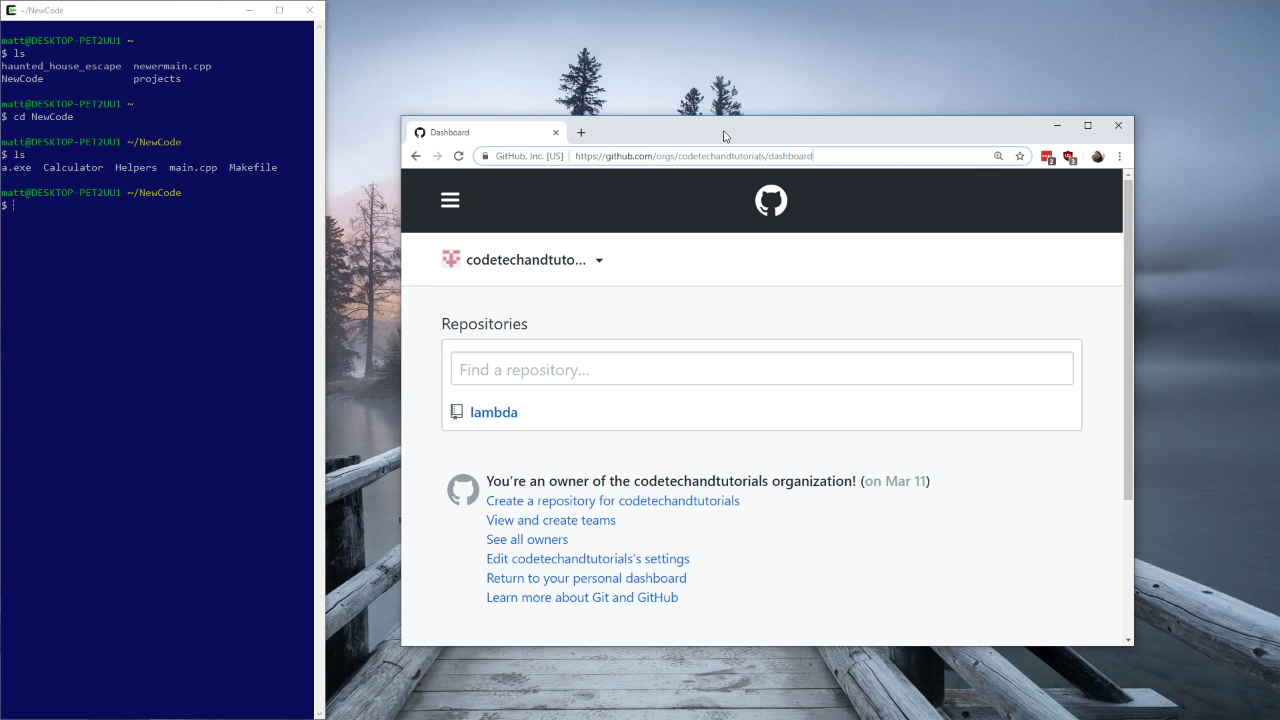 ~/NewCode
matt@DESKTOP-PET2UU1 ~
$ ls
haunted_house_escape newermain.cpp
NewCode projects
matt@DESKTOP-PET2UU1 ~
$ cd NewCode
matt@DESKTOP-PET2UU1 ~/NewCode
$ ls
a.exe Calculator Helpers main.cpp Makefile
matt@DESKTOP-PET2UU1 ~/NewCode
$
Dashboard
GitHub, Inc. [US] | https://github.com/orgs/codetechandtutorials/dashboard
2 3
codetechandtuto...
Repositories
Find a repository...
lambda
You’re an owner of the codetechandtutorials organization! (on Mar 11)
Create a repository for codetechandtutorials
View and create teams
See all owners
Edit codetechandtutorials’s settings
Return to your personal dashboard
Learn more about Git and GitHub